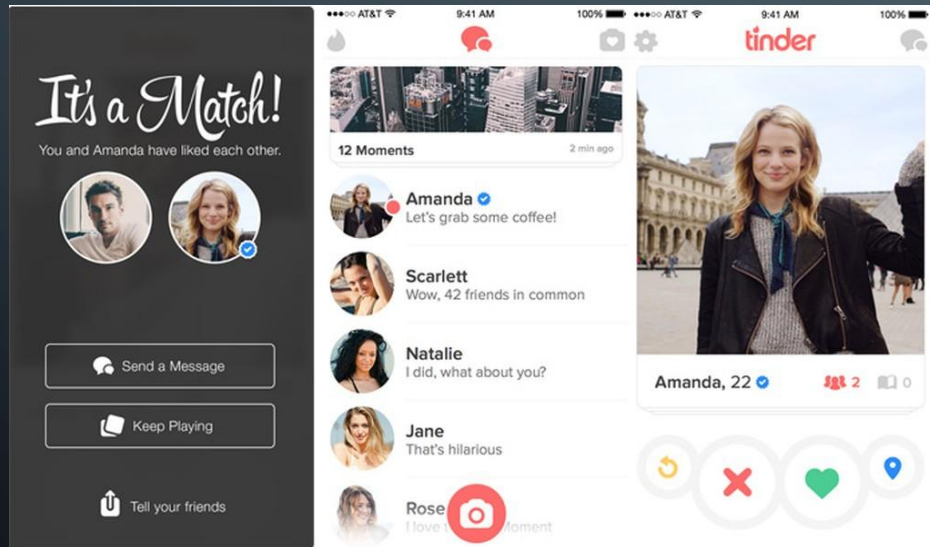 It's a Match!
You and Amanda have liked each other.
Send a Message
Keep Playing
Tell your friends
AT&T 9:41 AM 100%
12 Moments 2 min ago
Amanda
Let's grab some coffee!
Scarlett
Wow, 42 friends in common
Natalie
I did, what about you?
Jane
That's hilarious
Rose
I love Moment
AT&T 9:41 AM 100%
tinder
Amanda, 22 2 0